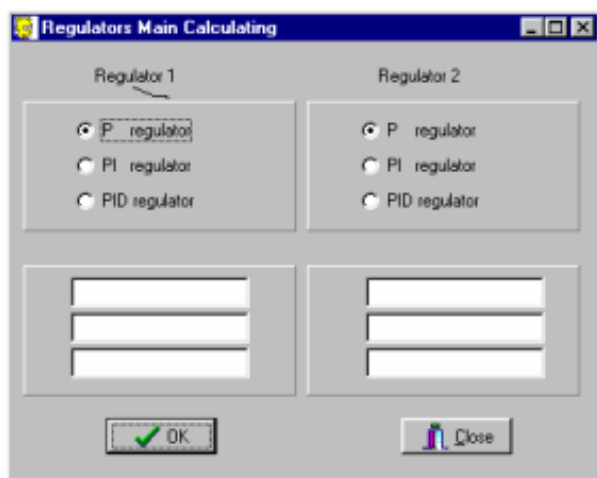 Regulators Main Calculating
Regulator 1
Regulator 2
P regulator
PI regulator
PID regulator
P regulator
PI regulator
PID regulator
OK
Close